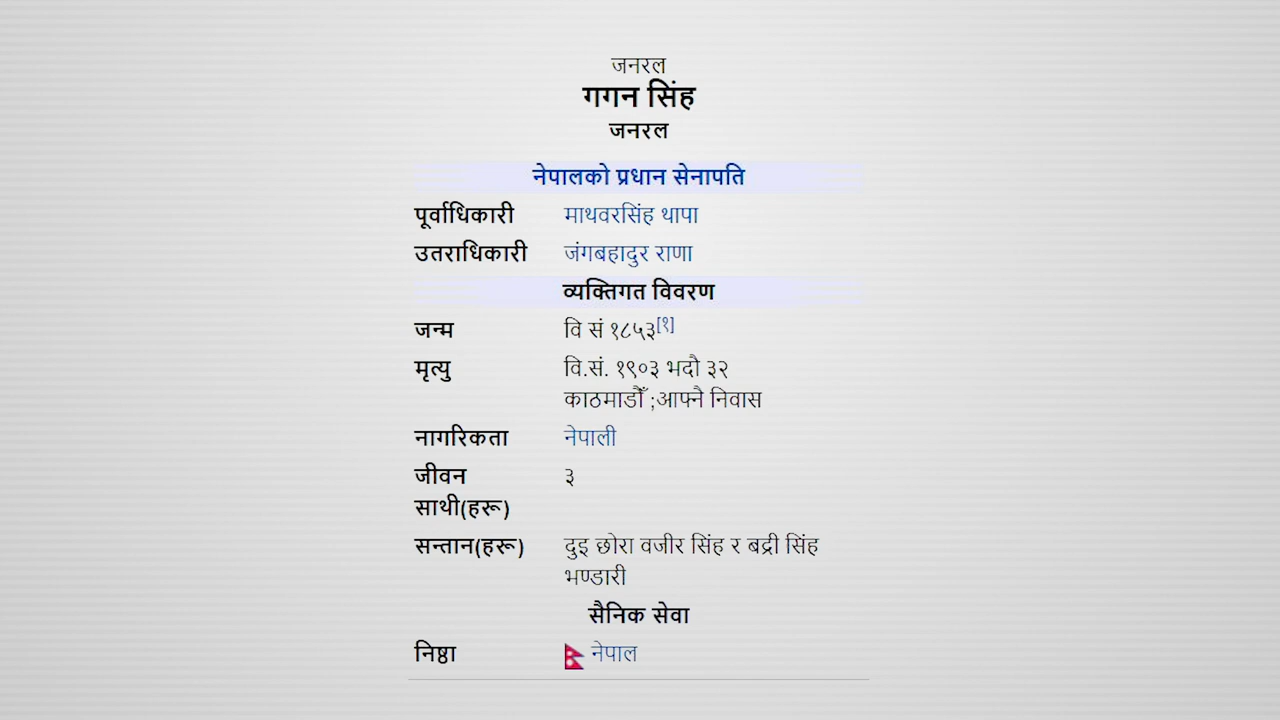 जनरल
गगन सिंह
जनरल
नेपालको प्रधान सेनापति
पूर्वाधिकारी माथवरसिंह थापा
उतराधिकारी जंगबहादुर राणा
व्यक्तिगत विवरण
जन्म वि सं १८५३[१]
मृत्यु वि.सं. १९०३ भदौ ३२
काठमाडौँ ;आफ्नै निवास
नागरिकता नेपाली
जीवन ३
साथी(हरू)
सन्तान(हरू) दुइ छोरा वजीर सिंह र बद्री सिंह
भण्डारी
सैनिक सेवा
निष्ठा नेपाल